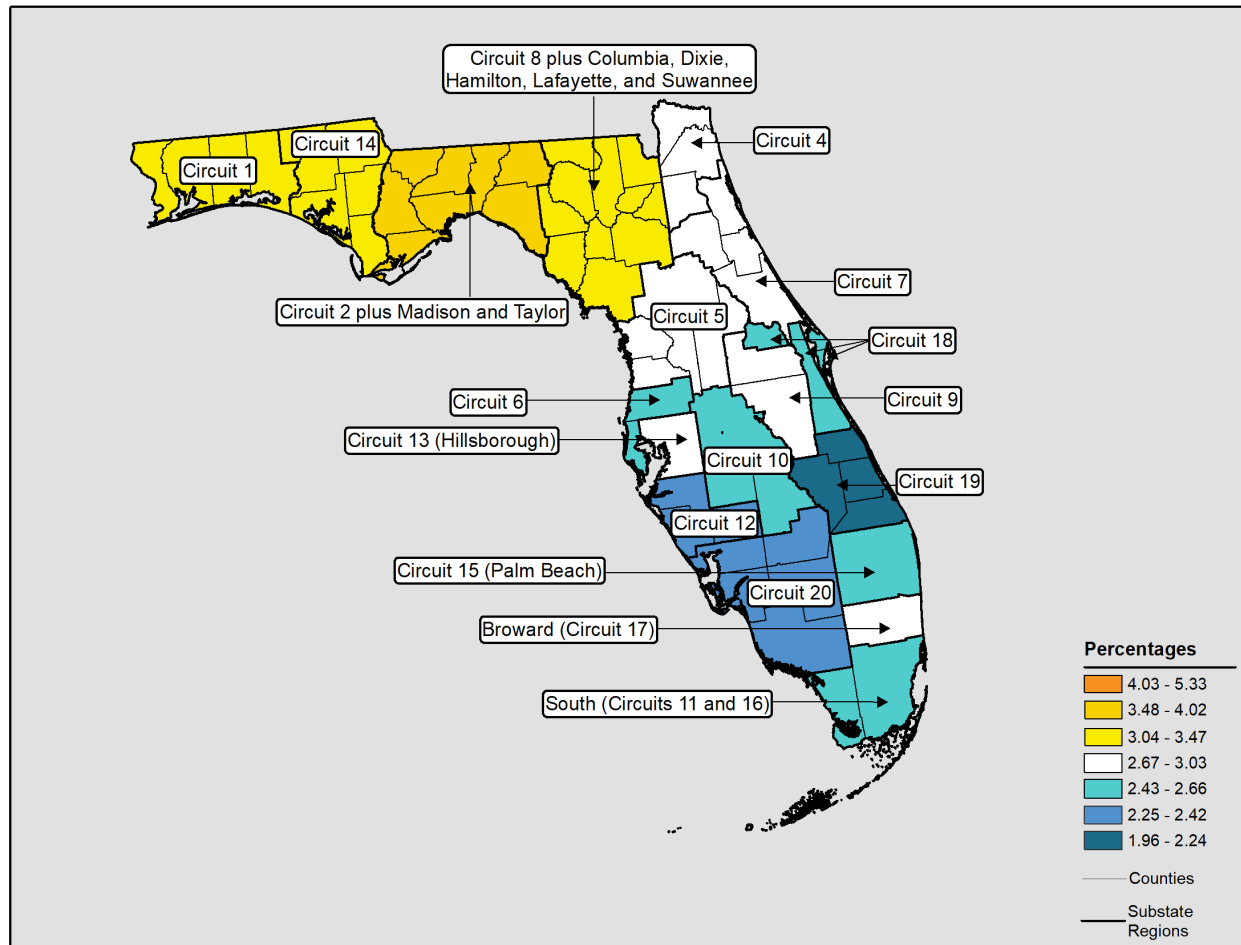 Circuit 8 plus Columbia, Dixie,
Hamilton, Lafayette, and Suwannee
Circuit 4
Circuit 14
Circuit 1
Circuit 7
Circuit 2 plus Madison and Taylor
Circuit 5
Circuit 18
Circuit 6
Circuit 9
Circuit 13 (Hillsborough)
Circuit 10
Circuit 19
Circuit 12
Circuit 15 (Palm Beach)
Circuit 20
Broward (Circuit 17)
South (Circuits 11 and 16)
Percentages
4.03 - 5.33
3.48 - 4.02
3.04 - 3.47
2.67 - 3.03
2.43 - 2.66
2.25 - 2.42
1.96 - 2.24
Counties
Substate
Regions